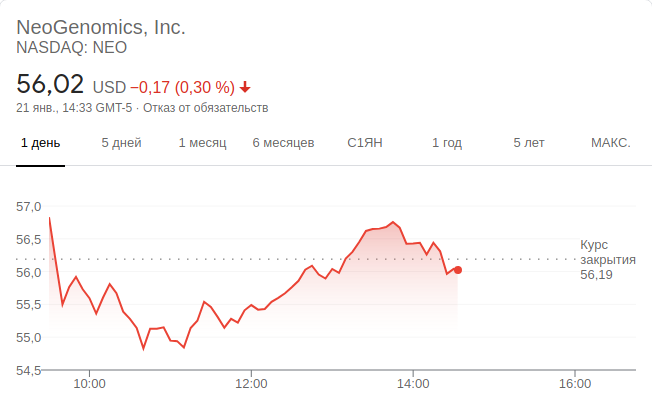 NeoGenomics, Inc.
NASDAQ: NEO
56,02 USD −0,17 (0,30 %)
21 янв., 14:33 GMT-5 · Отказ от обязательств
1 день 5 дней 1 месяц 6 месяцев С1ЯН 1 год 5 лет МАКС.
57,0
56,5
56,0
55,5
55,0
54,5
Курс
закрытия
56,19
10:00 12:00 14:00 16:00